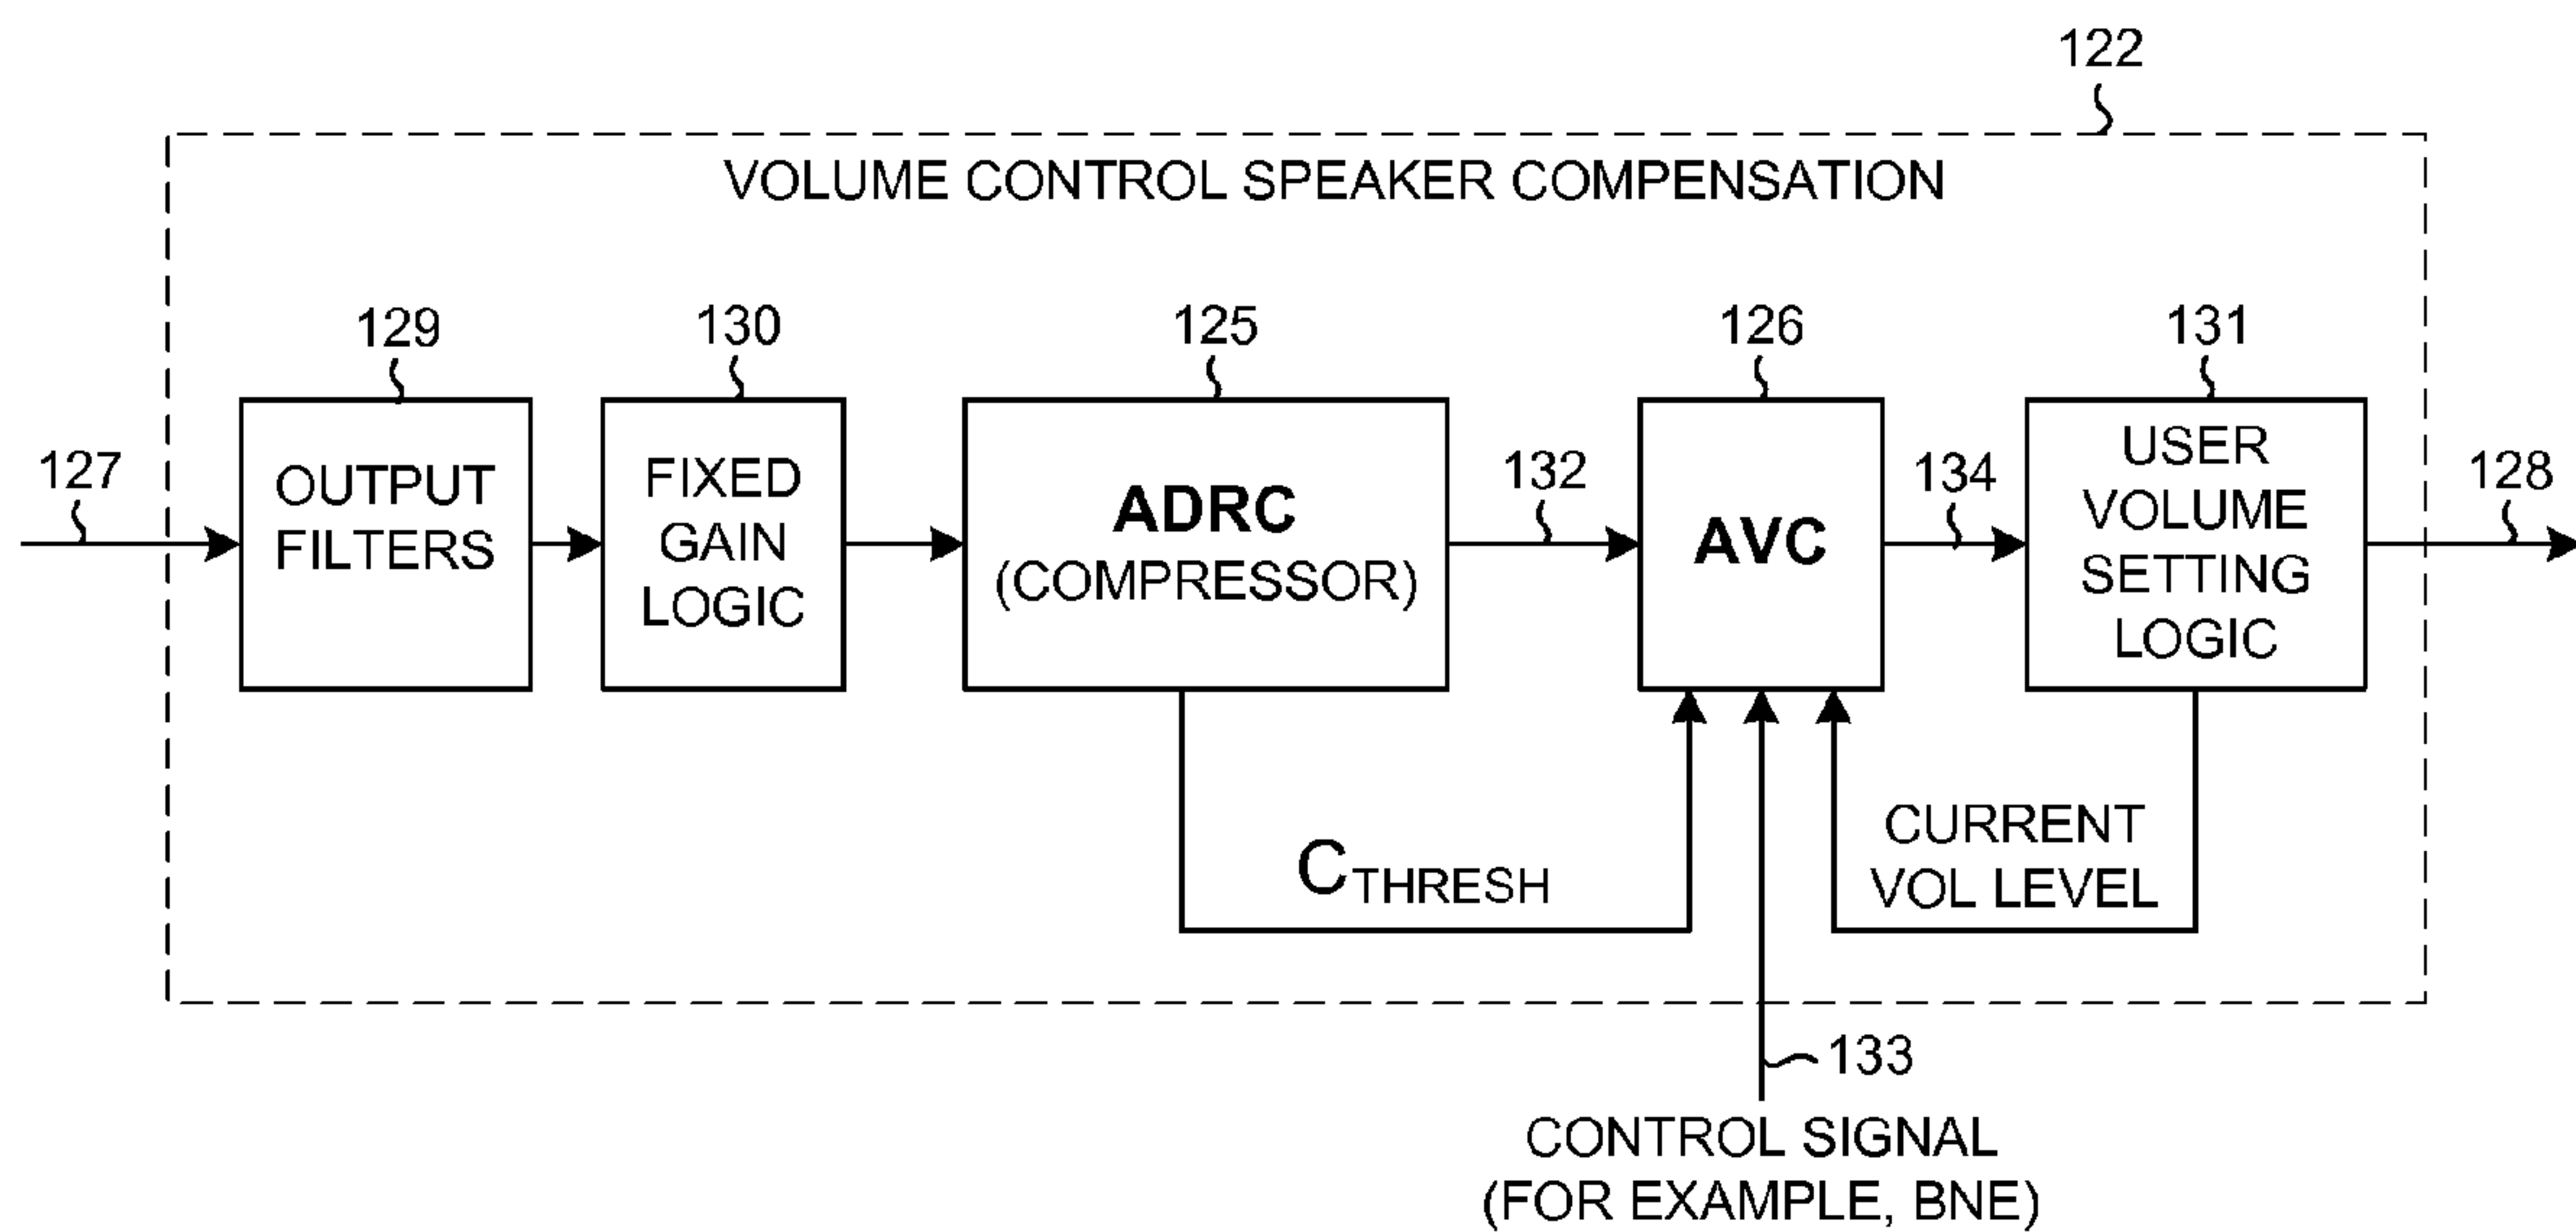 122
VOLUME CONTROL SPEAKER COMPENSATION
129
130
125
126
131
127
OUTPUT
FILTERS
FIXED
GAIN
LOGIC
ADRC
(COMPRESSOR)
132
AVC
134
USER
VOLUME
SETTING
LOGIC
128
CTHRESH
CURRENT
VOL LEVEL
133
CONTROL SIGNAL
(FOR EXAMPLE, BNE)